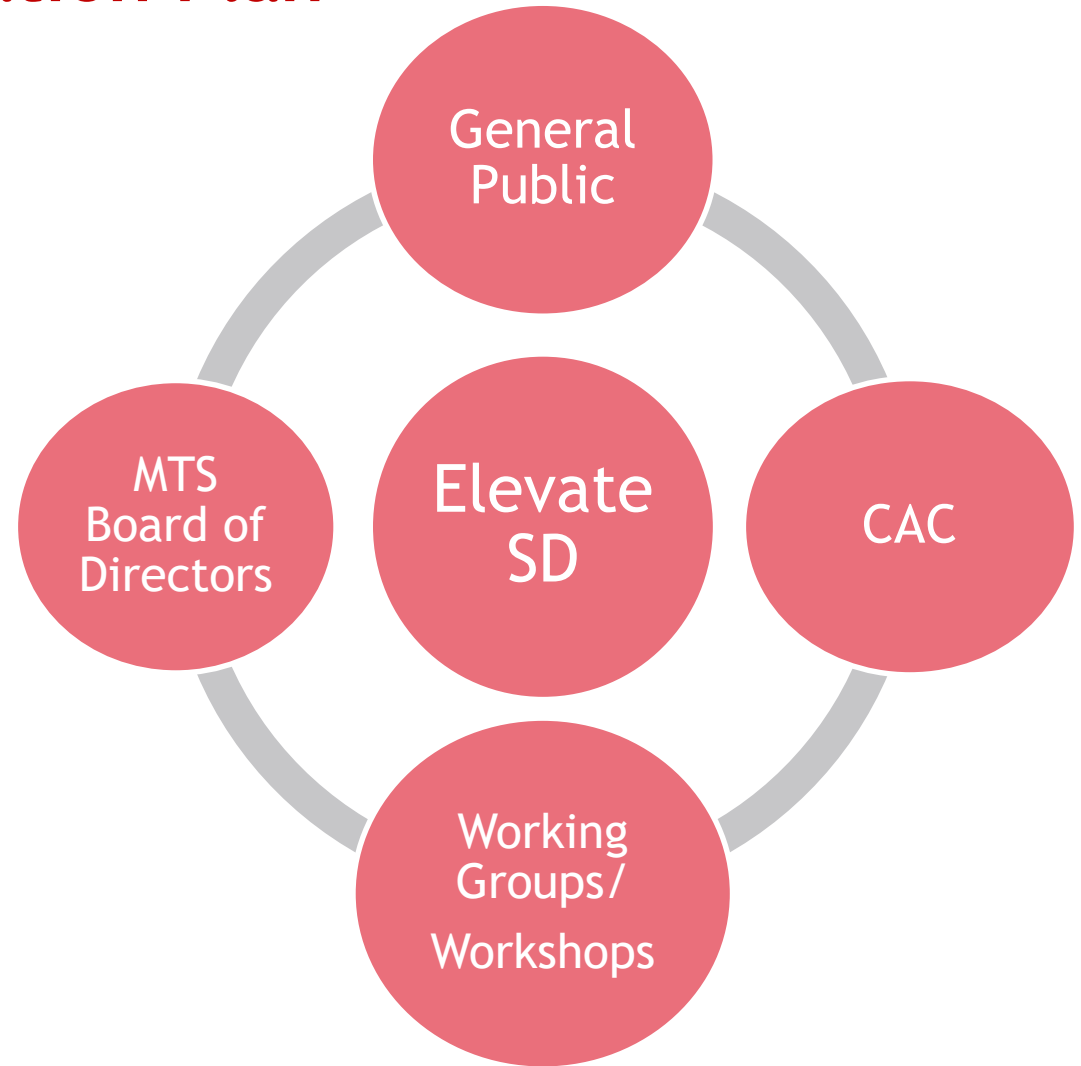 General
Public
MTS
Board of
Directors
Elevate
SD
CAC
Working
Groups/
Workshops